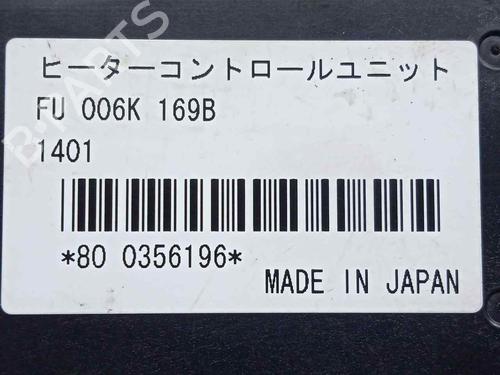 ヒーターコントロールユニット
FU 006K 169B
1401
*80 0356196*
MADE IN JAPAN
B-PARTS